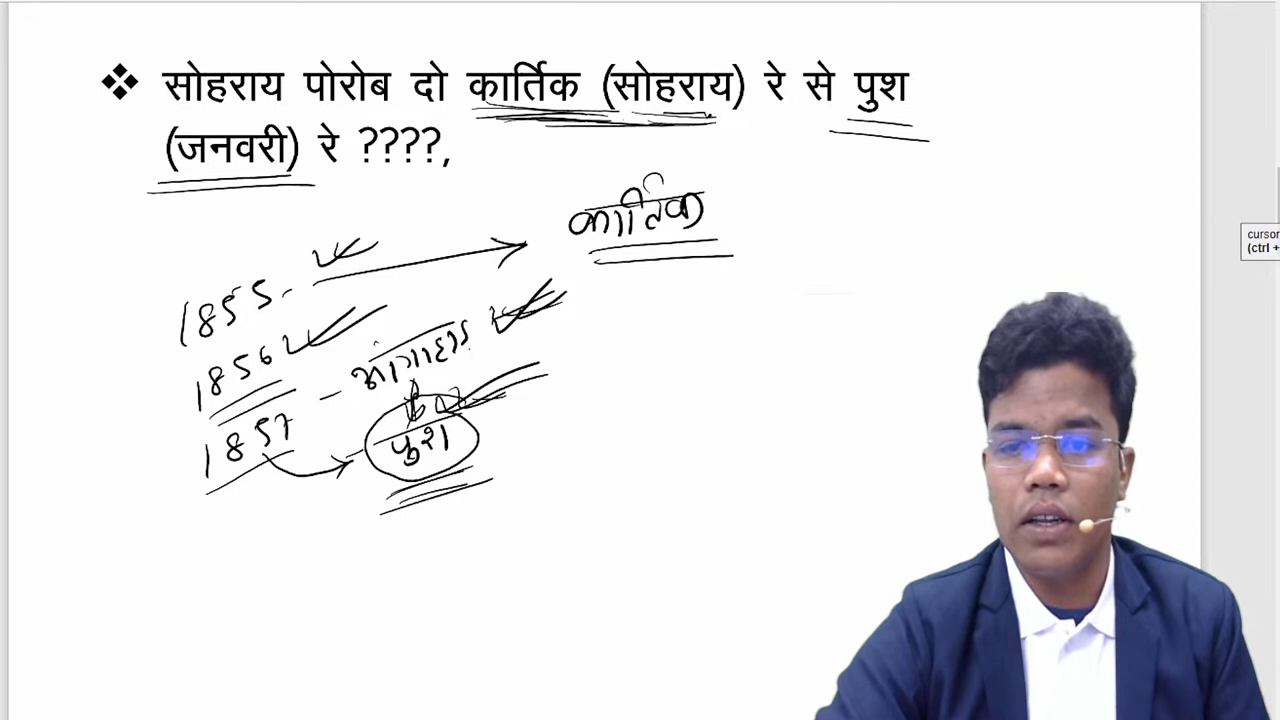 ❖ सोहराय पोरोब दो कार्तिक (सोहराय) रे से पुश
(जनवरी) रे ????,
कार्तिक
1855
1856
1857
पुश
cursor
(ctrl +